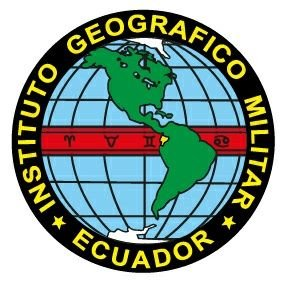 INSTITUTO GEOGRAFICO MILITAR
ECUADOR
♈ ♉ ♊ ♋